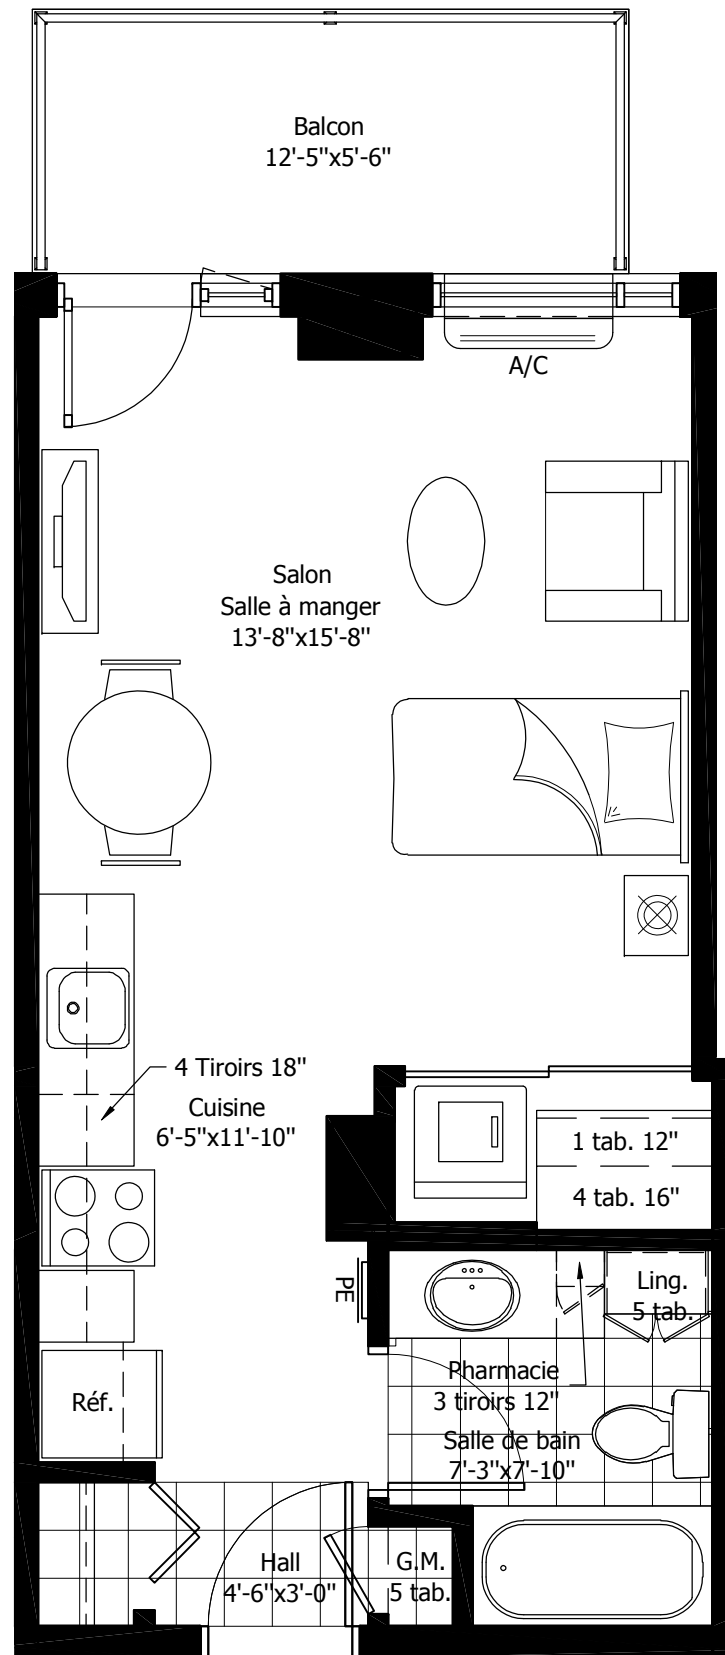 Balcon
12'-5"x5'-6"
A/C
Salon
Salle à manger
13'-8"x15'-8"
4 Tiroirs 18"
Cuisine
6'-5"x11'-10"
1 tab. 12"
4 tab. 16"
PE
Ling.
5 tab.
Pharmacie
3 tiroirs 12"
Réf.
Salle de bain
7'-3"x7'-10"
Hall
4'-6"x3'-0"
G.M.
5 tab.